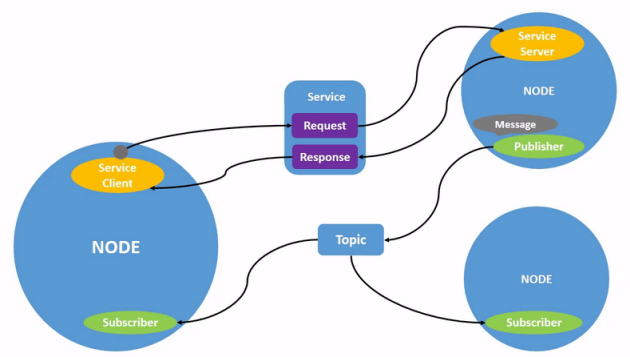 Service
Server
NODE
Message
Publisher
Service
Request
Response
Service
Client
NODE
Subscriber
Topic
NODE
Subscriber